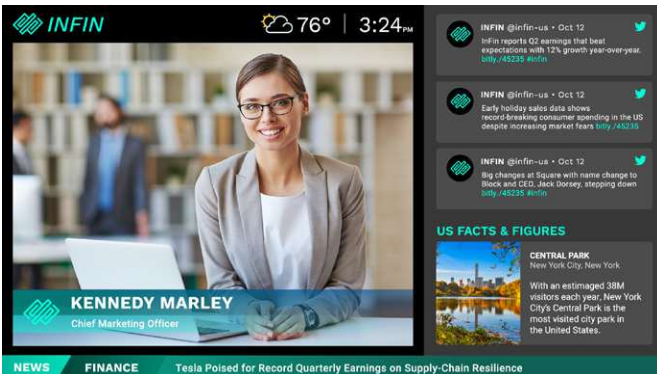 INFIN
76° 3:24 PM
KENNEDY MARLEY
Chief Marketing Officer
INFIN @infin-us • Oct 12
InFin reports Q2 earnings that beat
expectations with 12% growth year-over-year.
bitly./45235 #infin
INFIN @infin-us • Oct 12
Early holiday sales data shows
record-breaking consumer spending in the US
despite increasing market fears bitly./45235
INFIN @infin-us • Oct 12
Big changes at Square with name change to
Block and CEO, Jack Dorsey, stepping down
bitly./45235 #infin
US FACTS & FIGURES
CENTRAL PARK
New York City, New York
With an estimaged 38M
visitors each year, New York
City's Central Park is the
most visited city park in
the United States.
NEWS FINANCE Tesla Poised for Record Quarterly Earnings on Supply-Chain Resilience